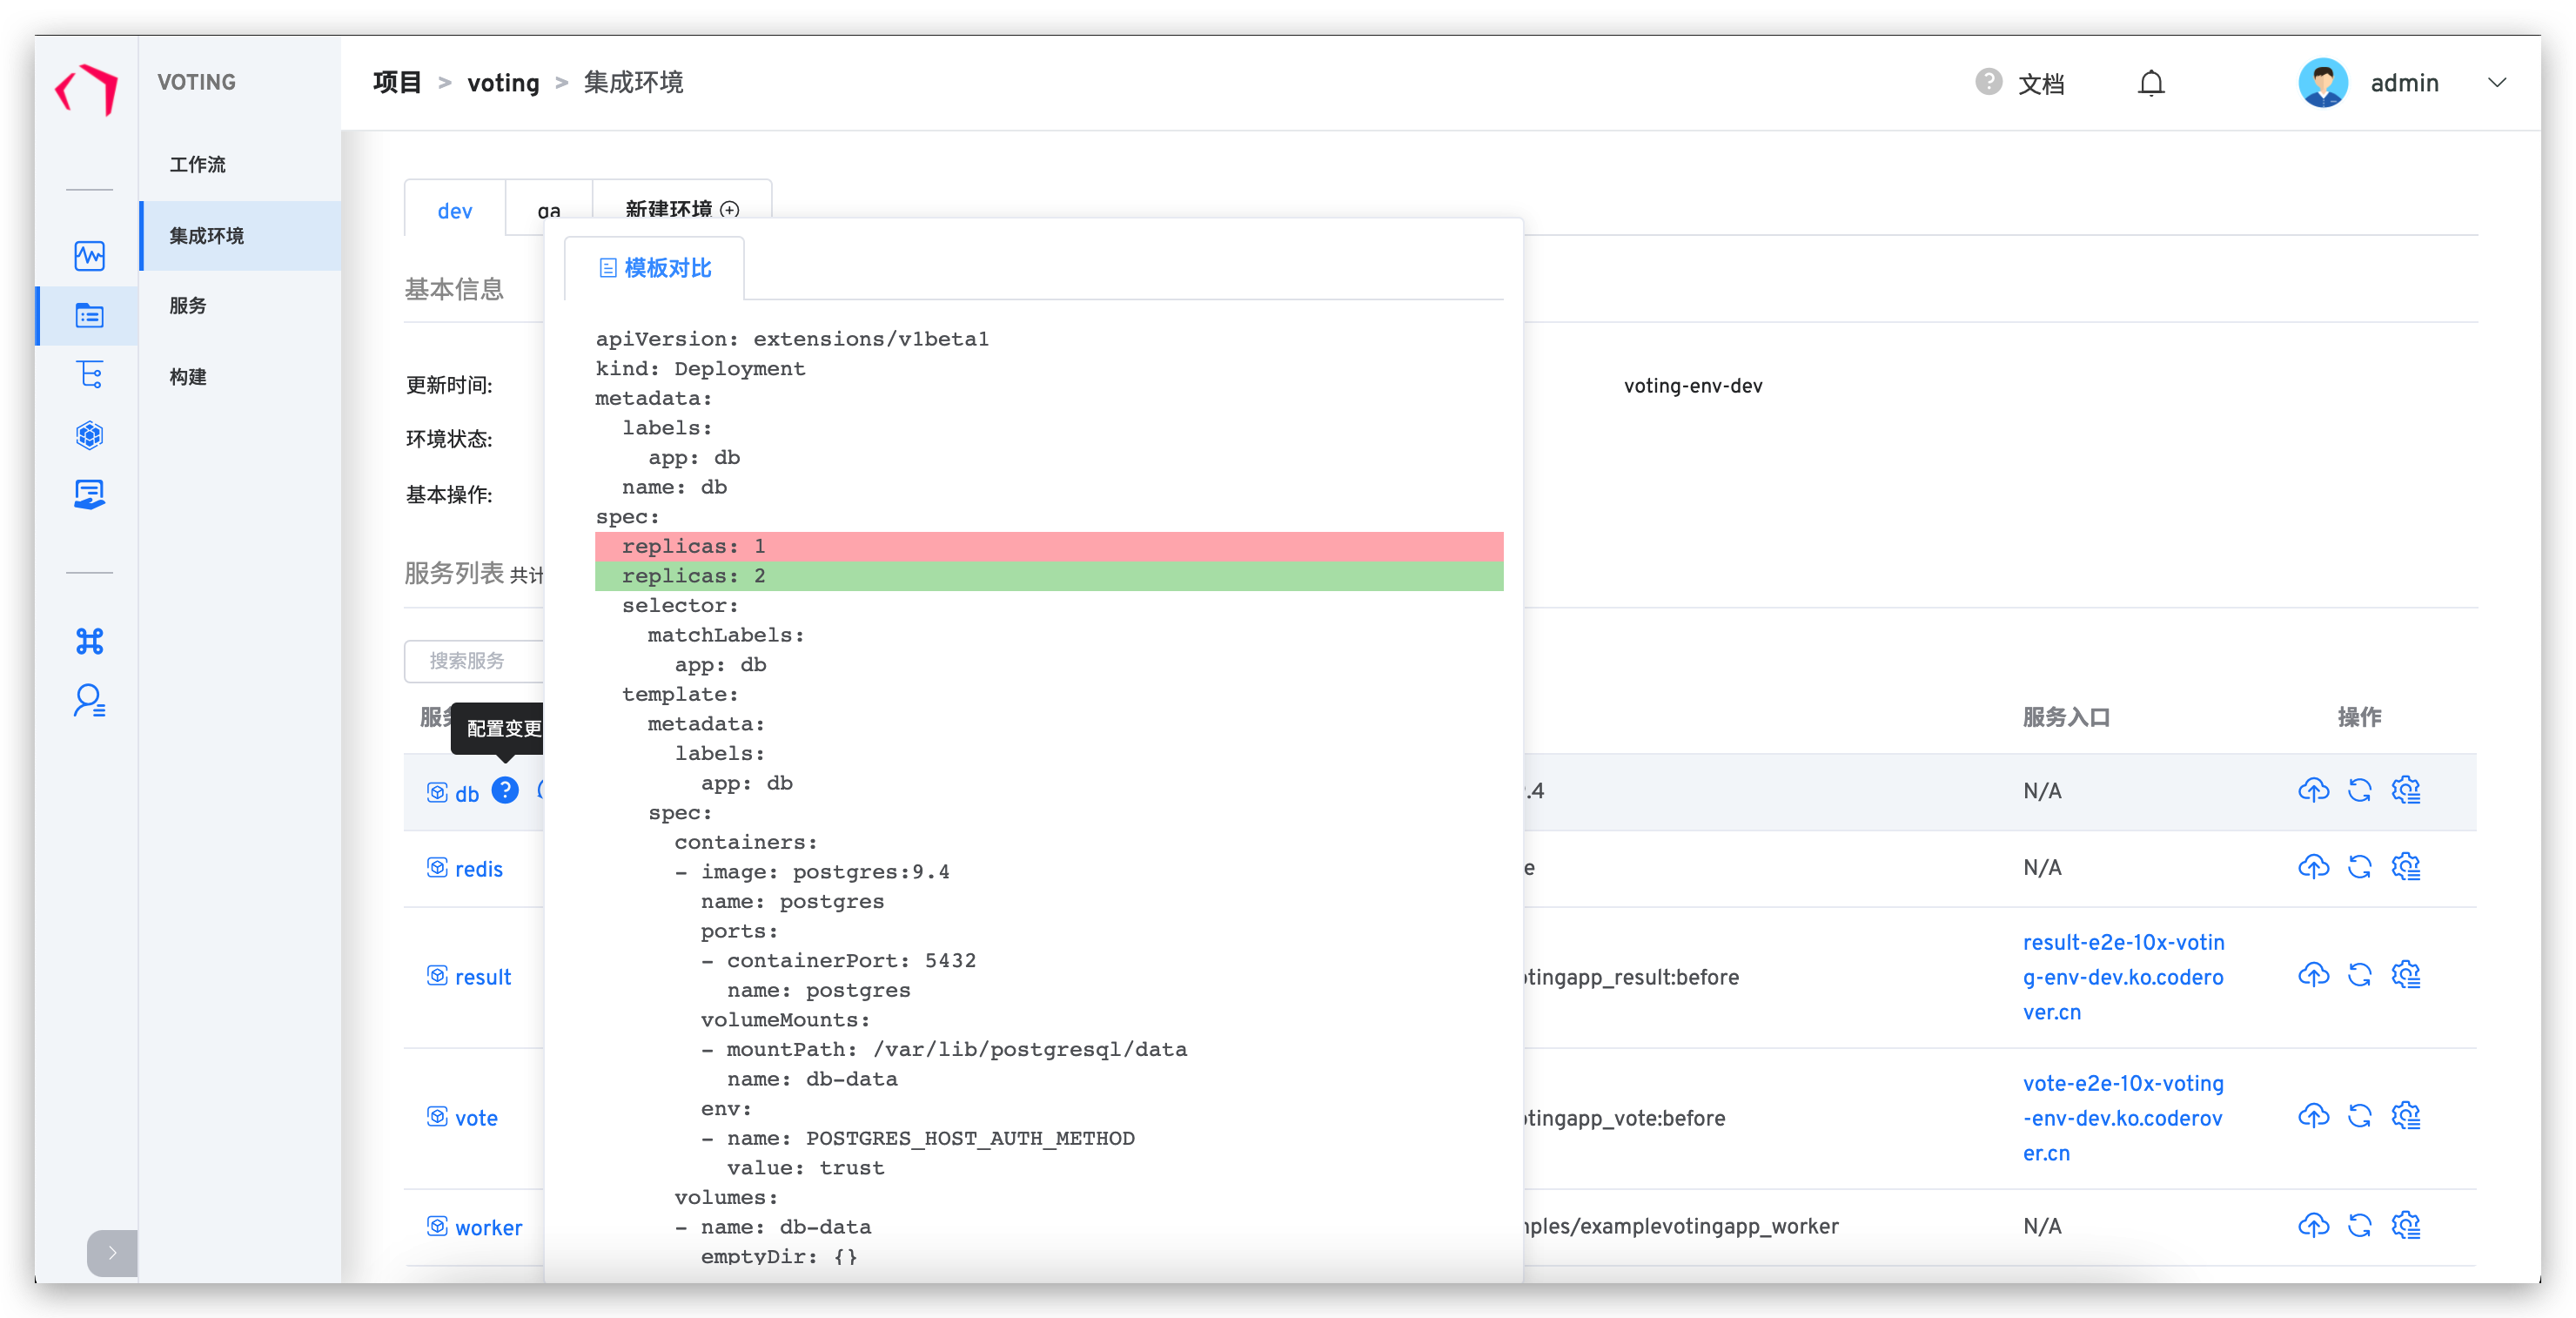 VOTING
项目 > voting > 集成环境
? 文档
admin
工作流
集成环境
服务
构建
dev
qa
新建环境
基本信息
更新时间:
环境状态:
基本操作:
voting-env-dev
服务列表 共计
搜索服务
服务入口
操作
配置变更
模板对比
apiVersion: extensions/v1beta1
kind: Deployment
metadata:
  labels:
    app: db
  name: db
spec:
  replicas: 1
  replicas: 2
  selector:
    matchLabels:
      app: db
  template:
    metadata:
      labels:
        app: db
    spec:
      containers:
      - image: postgres:9.4
        name: postgres
        ports:
        - containerPort: 5432
          name: postgres
        volumeMounts:
        - mountPath: /var/lib/postgresql/data
          name: db-data
        env:
        - name: POSTGRES_HOST_AUTH_METHOD
          value: trust
      volumes:
      - name: db-data
        emptyDir: {}
db ?
.4
N/A
redis
e
N/A
result
tingapp_result:before
result-e2e-10x-votin
g-env-dev.ko.codero
ver.cn
vote
tingapp_vote:before
vote-e2e-10x-voting
-env-dev.ko.coderov
er.cn
worker
ples/examplevotingapp_worker
N/A